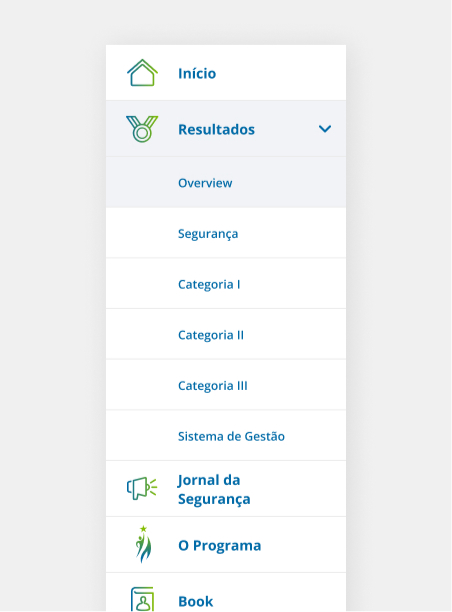 Início
Resultados
Overview
Segurança
Categoria I
Categoria II
Categoria III
Sistema de Gestão
Jornal da
Segurança
O Programa
Book